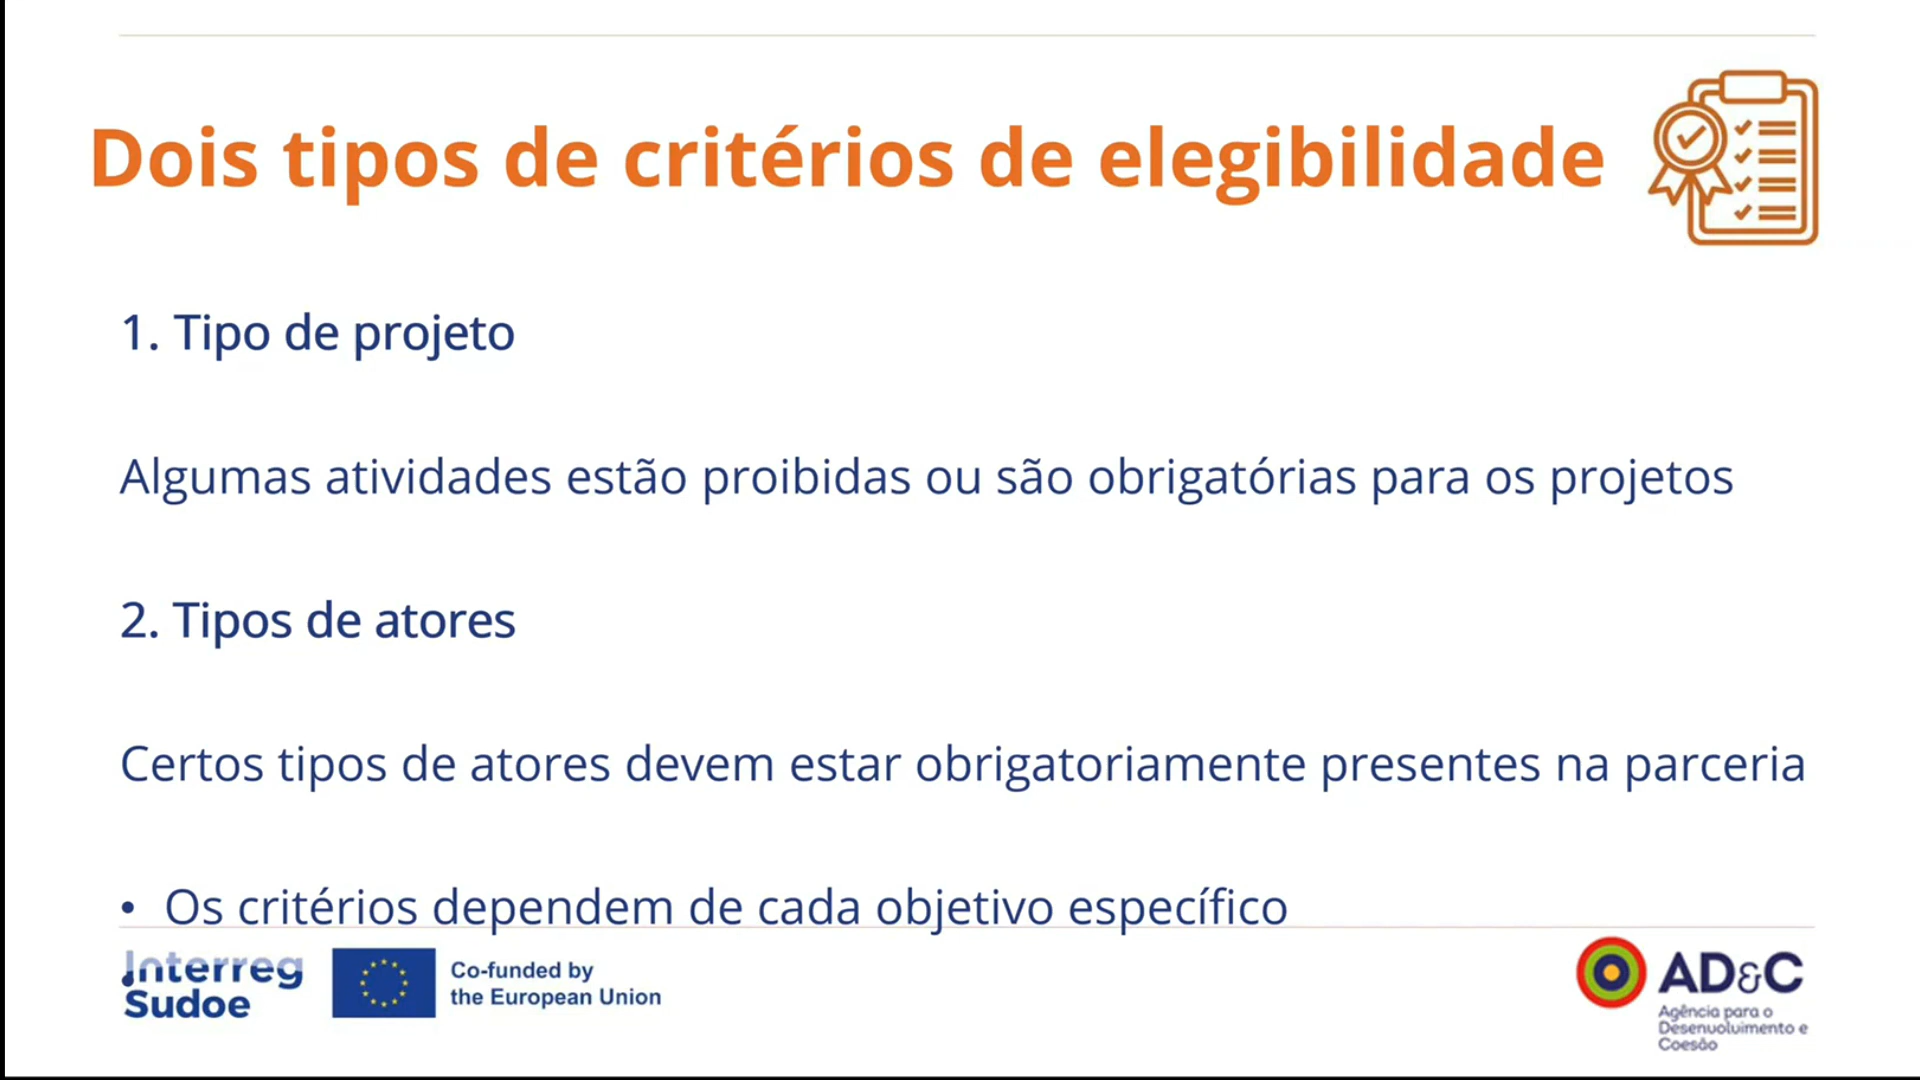 Dois tipos de critérios de elegibilidade
1. Tipo de projeto
Algumas atividades estão proibidas ou são obrigatórias para os projetos
2. Tipos de atores
Certos tipos de atores devem estar obrigatoriamente presentes na parceria
• Os critérios dependem de cada objetivo específico
Interreg
Sudoe
Co-funded by
the European Union
AD&C
Agência para o
Desenvolvimento e
Coesão